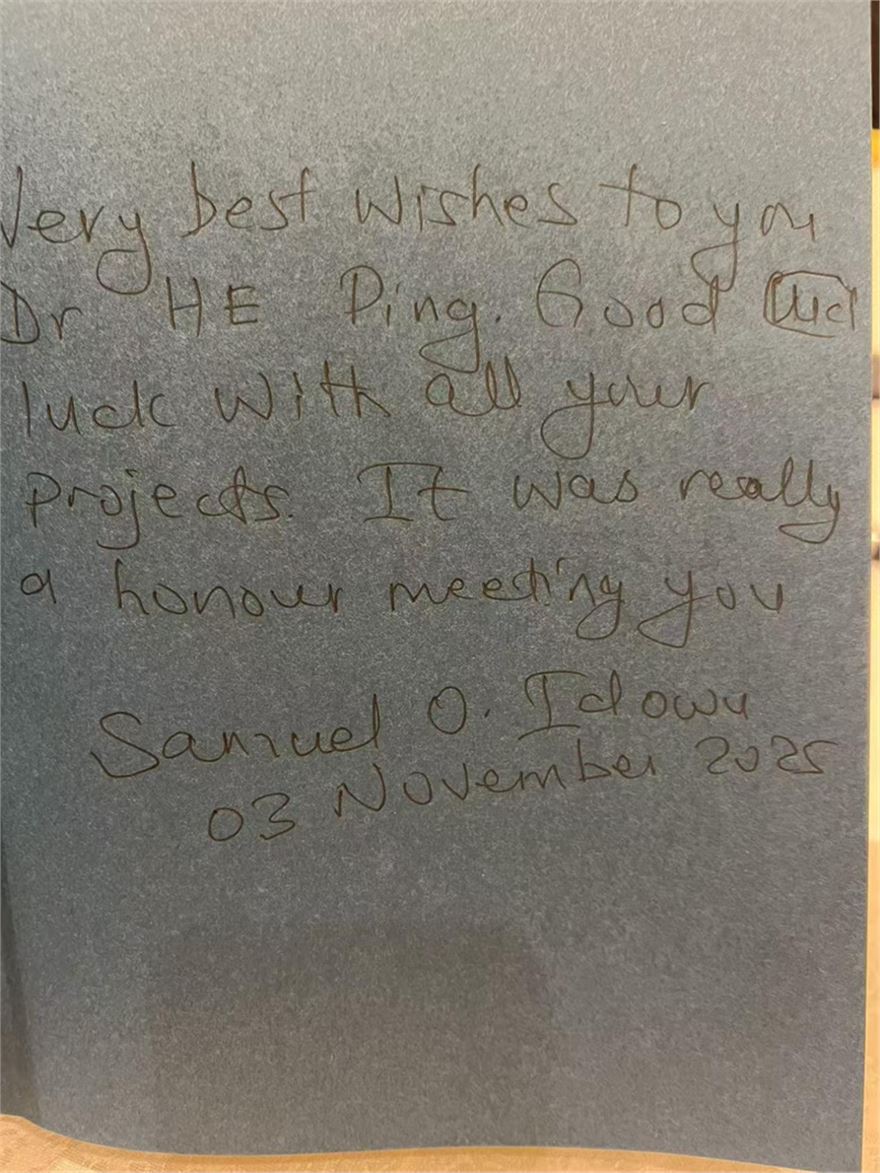 Very best wishes to you
Dr HE Ping. Good
luck with all your
projects. It was really
a honour meeting you
Samuel O. Idowu
03 November 2025